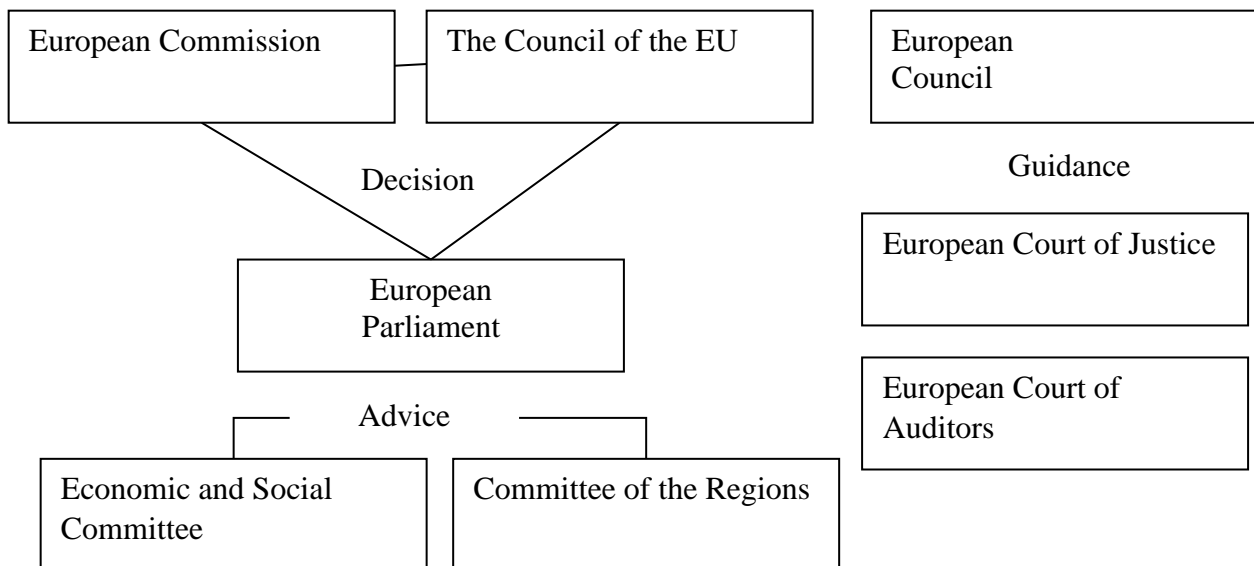 European Commission
The Council of the EU
European
Council
Decision
Guidance
European Court of Justice
European
Parliament
European Court of
Auditors
Advice
Economic and Social
Committee
Committee of the Regions